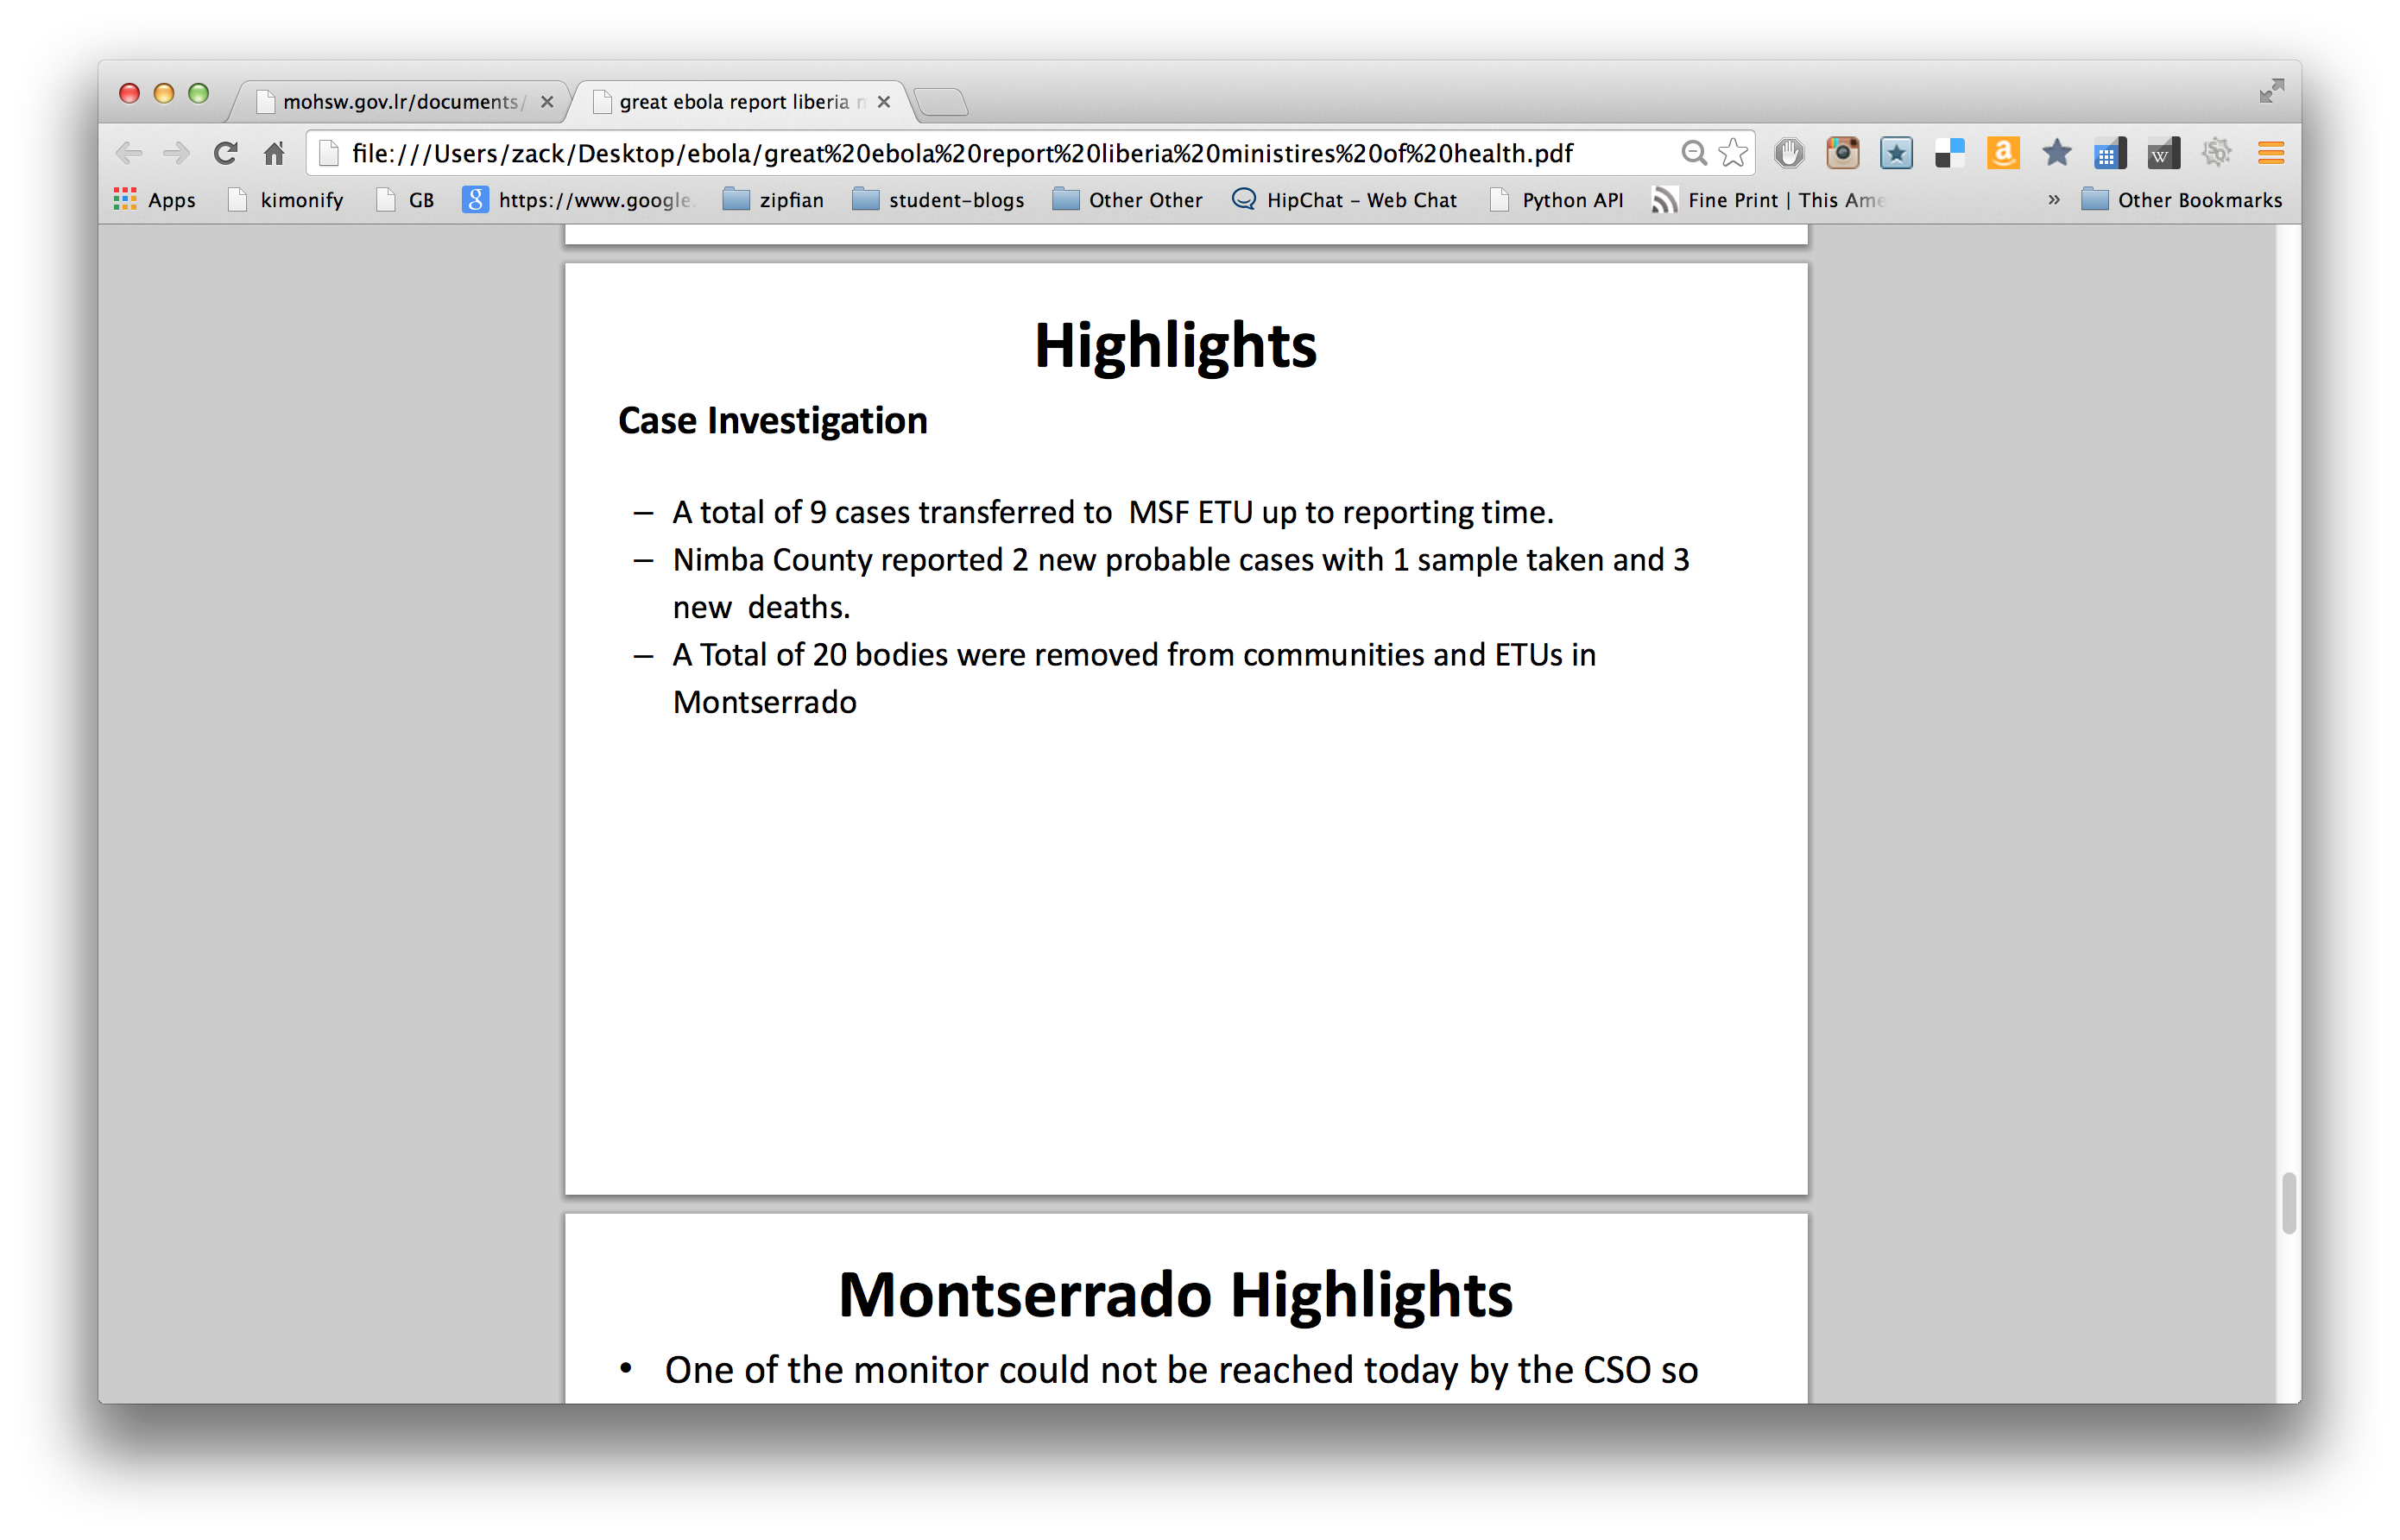 mohsw.gov.lr/documents/
great ebola report liberia
file:///Users/zack/Desktop/ebola/great%20ebola%20report%20liberia%20ministires%20of%20health.pdf
Apps kimonify GB https://www.google. zipfian student-blogs Other Other HipChat - Web Chat Python API Fine Print | This Ame » Other Bookmarks
Highlights
Case Investigation
– A total of 9 cases transferred to MSF ETU up to reporting time.
– Nimba County reported 2 new probable cases with 1 sample taken and 3
new deaths.
– A Total of 20 bodies were removed from communities and ETUs in
Montserrado
Montserrado Highlights
• One of the monitor could not be reached today by the CSO so